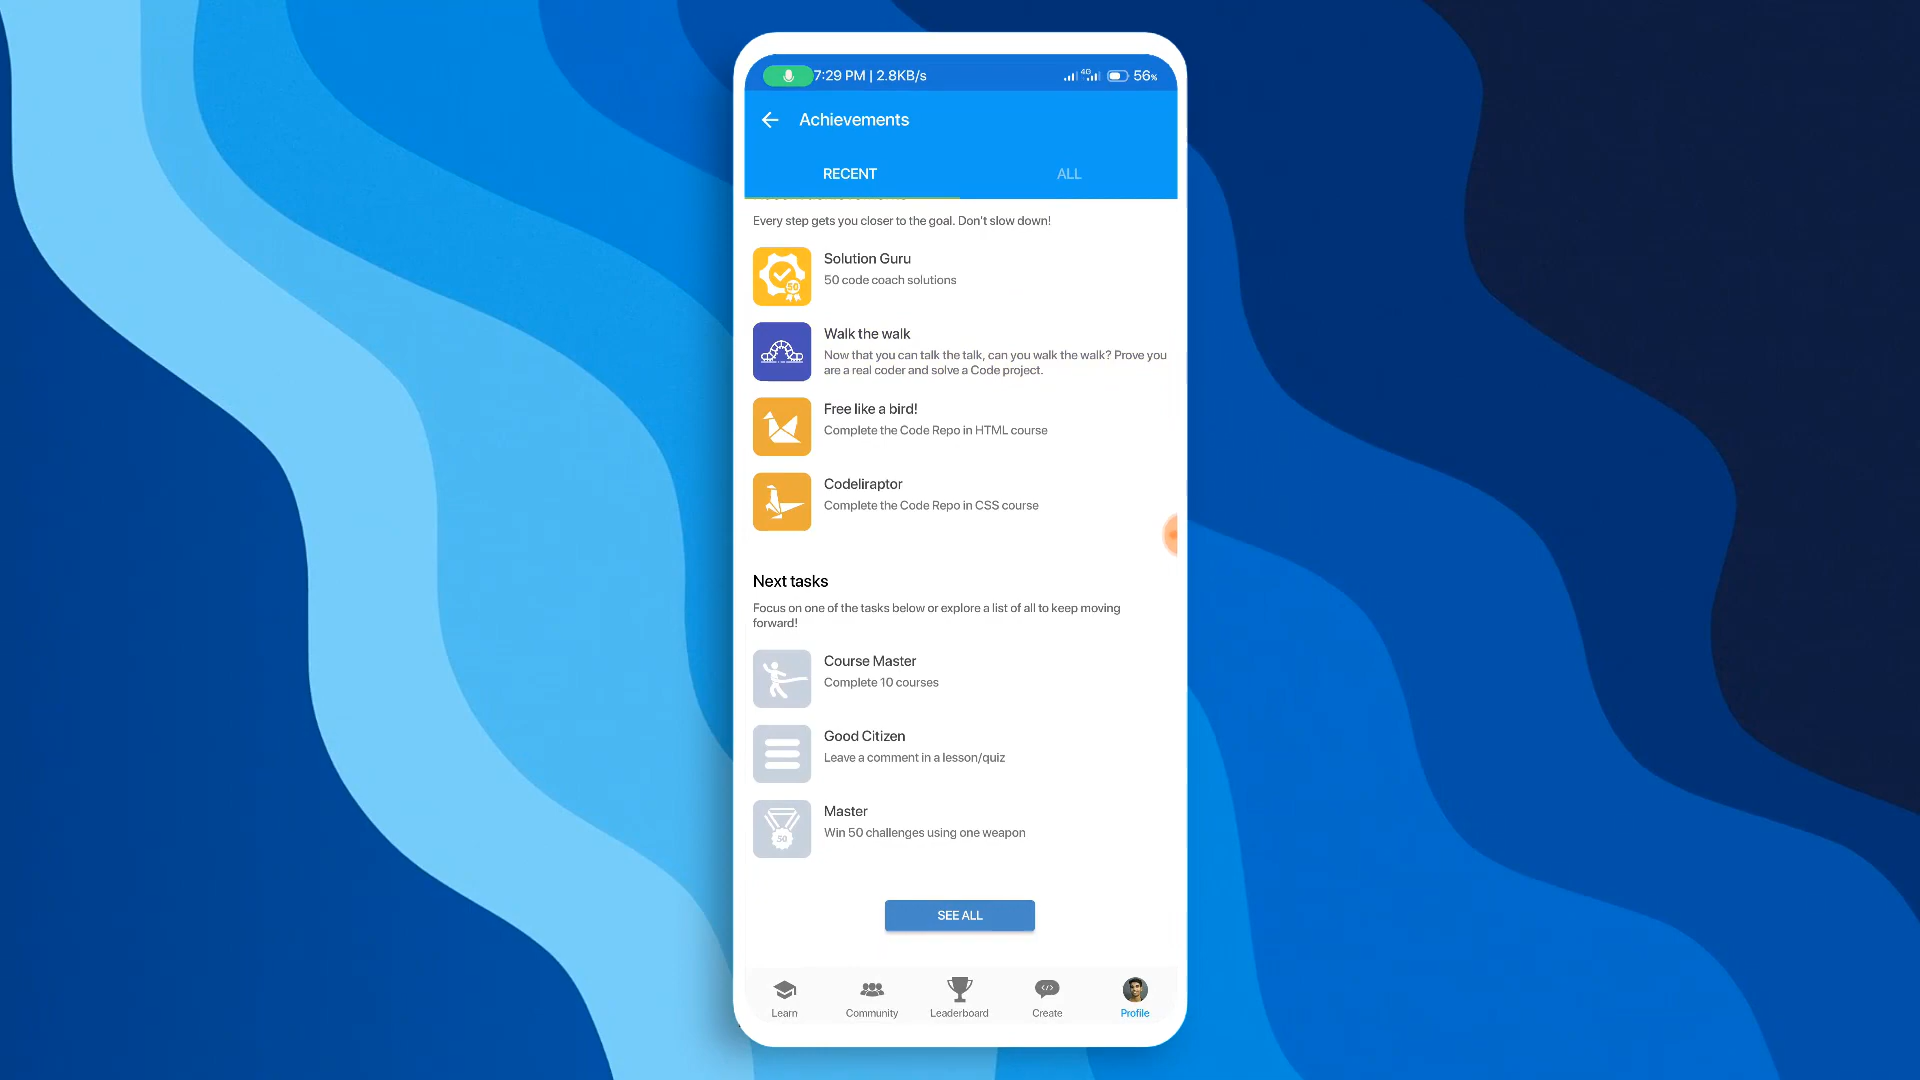 7:29 PM | 2.8KB/s
4G
56%
Achievements
RECENT
ALL
Every step gets you closer to the goal. Don't slow down!
Solution Guru
50 code coach solutions
50
Walk the walk
Now that you can talk the talk, can you walk the walk? Prove you
are a real coder and solve a Code project.
Free like a bird!
Complete the Code Repo in HTML course
Codeliraptor
Complete the Code Repo in CSS course
Next tasks
Focus on one of the tasks below or explore a list of all to keep moving
forward!
Course Master
Complete 10 courses
Good Citizen
Leave a comment in a lesson/quiz
Master
Win 50 challenges using one weapon
50
SEE ALL
Learn
Community
Leaderboard
Create
Profile